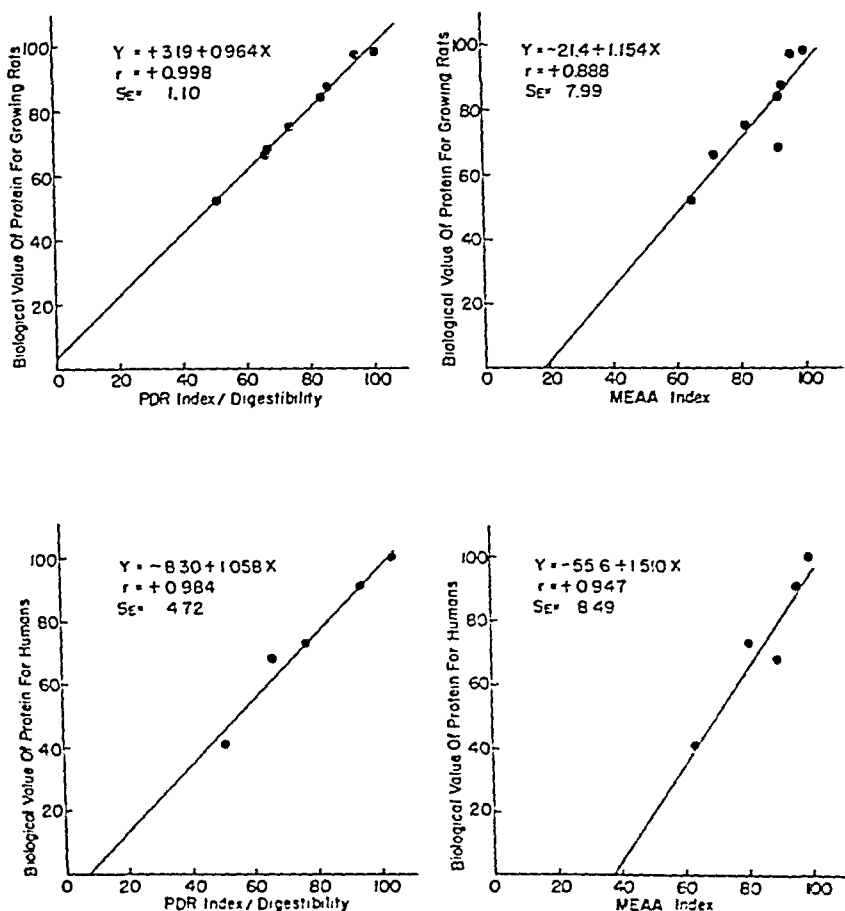 Biological Value Of Protein For Growing Rats
Y = +3.19 + 0.964X
r = +0.998
SE= 1.10
100
80
60
40
20
0 20 40 60 80 100
PDR Index/ Digestibility
Biological Value Of Protein For Growing Rats
Y = -21.4 + 1.154X
r = +0.888
SE= 7.99
100
80
60
40
20
0 20 40 60 80 100
MEAA Index
Biological Value Of Protein For Humans
Y = -8.30 + 1.058X
r = +0.984
SE= 4.72
100
80
60
40
20
0 20 40 60 80 100
PDR Index/ Digestibility
Biological Value Of Protein For Humans
Y = -55.6 + 1.510X
r = +0.947
SE= 8.49
100
80
60
40
20
0 20 40 60 80 100
MEAA Index